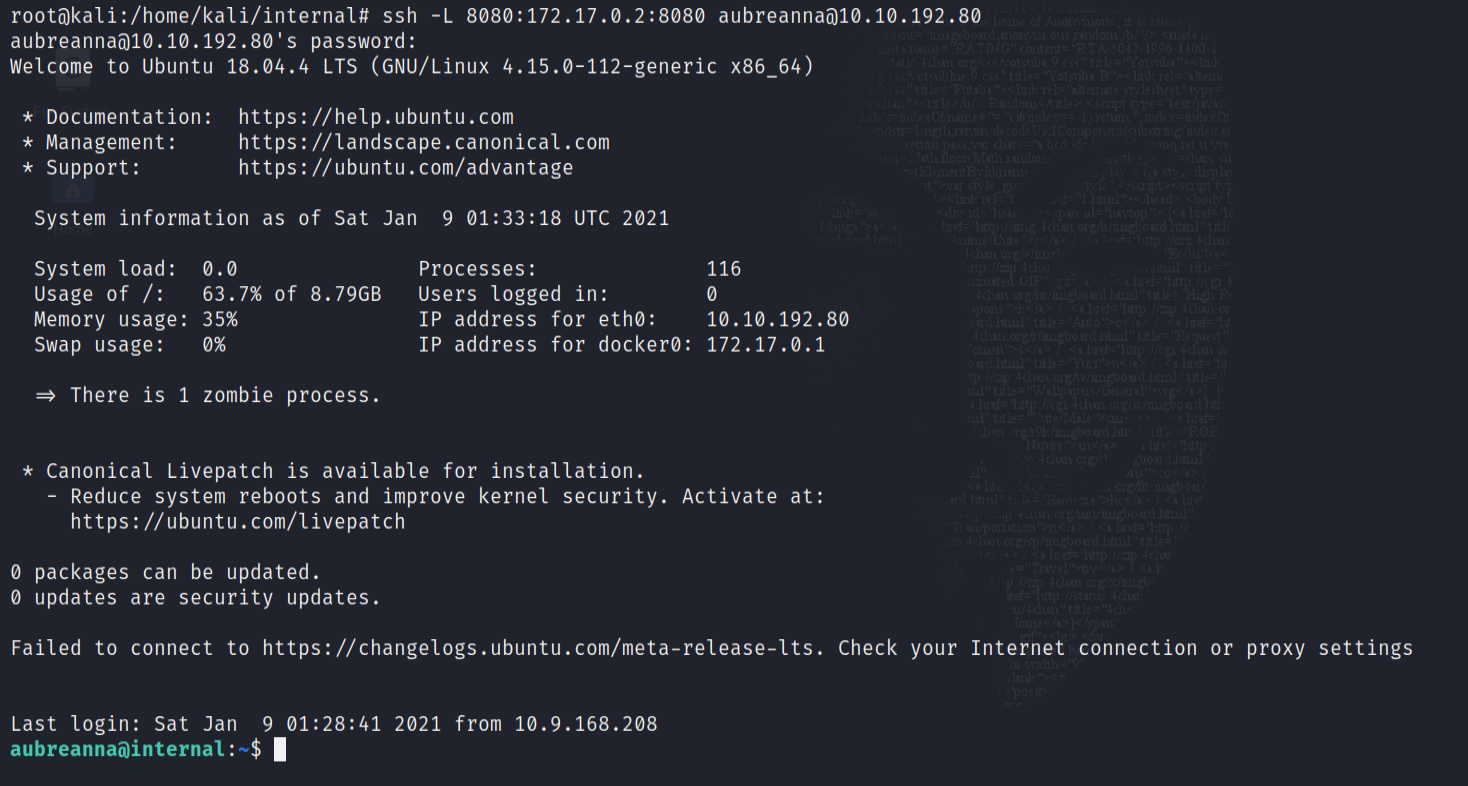 root@kali:/home/kali/internal# ssh -L 8080:172.17.0.2:8080 aubreanna@10.10.192.80
aubreanna@10.10.192.80's password:
Welcome to Ubuntu 18.04.4 LTS (GNU/Linux 4.15.0-112-generic x86_64)
* Documentation:  https://help.ubuntu.com
* Management:     https://landscape.canonical.com
* Support:        https://ubuntu.com/advantage
System information as of Sat Jan  9 01:33:18 UTC 2021
System load:  0.0               Processes:              116
Usage of /:   63.7% of 8.79GB   Users logged in:        0
Memory usage: 35%               IP address for eth0:    10.10.192.80
Swap usage:   0%                IP address for docker0: 172.17.0.1
=> There is 1 zombie process.
* Canonical Livepatch is available for installation.
- Reduce system reboots and improve kernel security. Activate at:
https://ubuntu.com/livepatch
0 packages can be updated.
0 updates are security updates.
Failed to connect to https://changelogs.ubuntu.com/meta-release-lts. Check your Internet connection or proxy settings
Last login: Sat Jan  9 01:28:41 2021 from 10.9.168.208
aubreanna@internal:~$